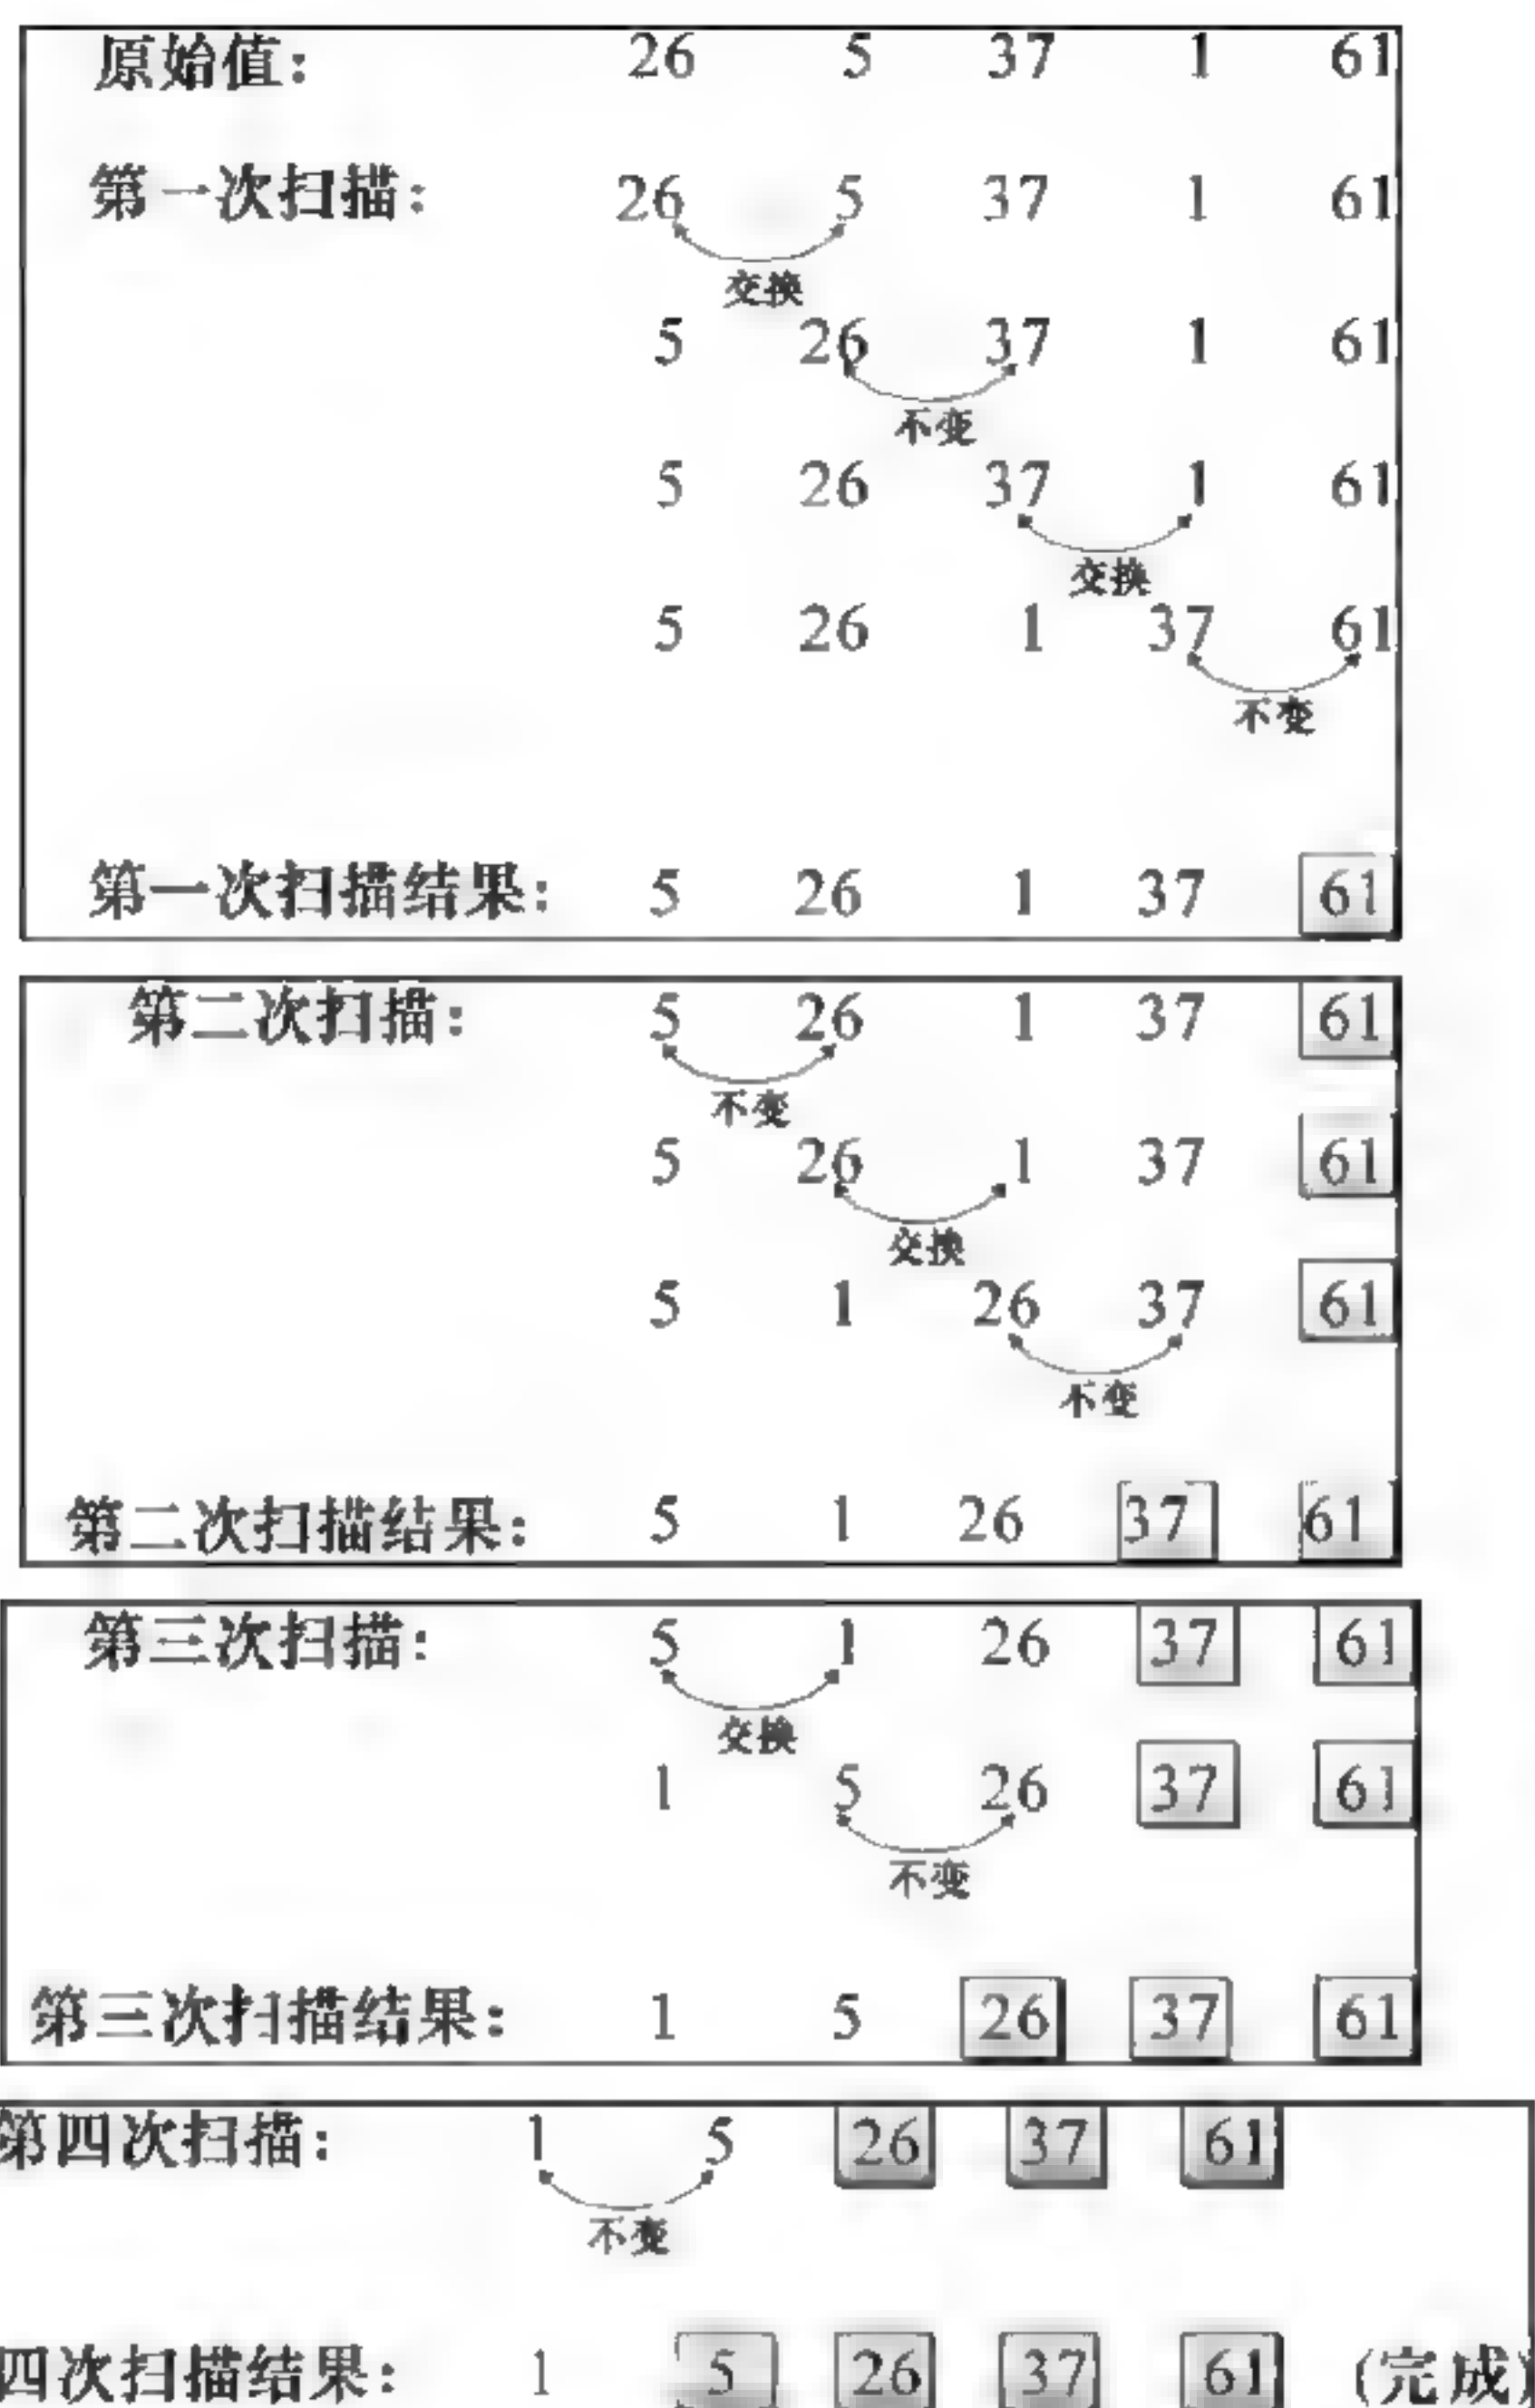 原始值: 26 5 37 1 61
第一次扫描: 26 5 37 1 61
交换
5 26 37 1 61
不变
5 26 37 1 61
交换
5 26 1 37 61
不变
第一次扫描结果: 5 26 1 37 61
第二次扫描: 5 26 1 37 61
不变
5 26 1 37 61
交换
5 1 26 37 61
不变
第二次扫描结果: 5 1 26 37 61
第三次扫描: 5 1 26 37 61
交换
1 5 26 37 61
不变
第三次扫描结果: 1 5 26 37 61
第四次扫描: 1 5 26 37 61
不变
四次扫描结果: 1 5 26 37 61 (完成)